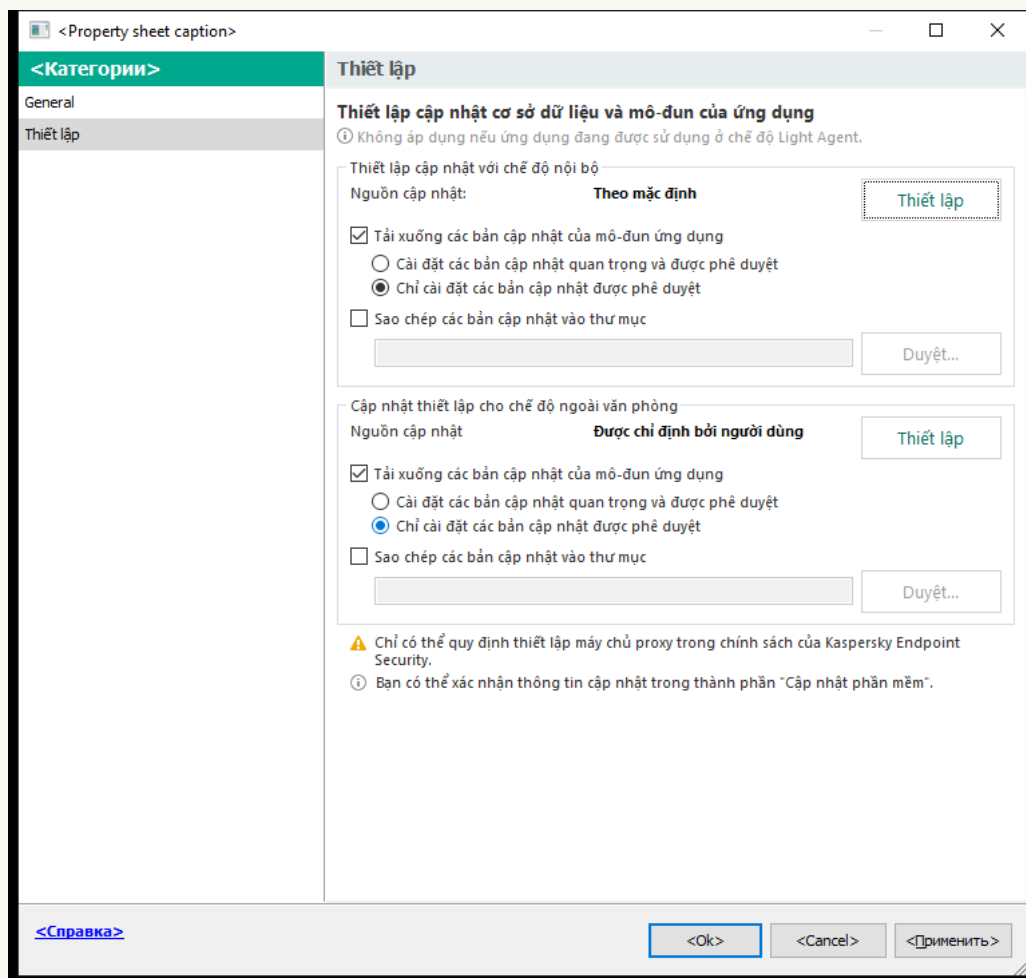 <Property sheet caption>
<Категории>
General
Thiết lập
Thiết lập
Thiết lập cập nhật cơ sở dữ liệu và mô-đun của ứng dụng
Không áp dụng nếu ứng dụng đang được sử dụng ở chế độ Light Agent.
Thiết lập cập nhật với chế độ nội bộ
Nguồn cập nhật: Theo mặc định Thiết lập
Tải xuống các bản cập nhật của mô-đun ứng dụng
Cài đặt các bản cập nhật quan trọng và được phê duyệt
Chỉ cài đặt các bản cập nhật được phê duyệt
Sao chép các bản cập nhật vào thư mục
Duyệt...
Cập nhật thiết lập cho chế độ ngoài văn phòng
Nguồn cập nhật Được chỉ định bởi người dùng Thiết lập
Tải xuống các bản cập nhật của mô-đun ứng dụng
Cài đặt các bản cập nhật quan trọng và được phê duyệt
Chỉ cài đặt các bản cập nhật được phê duyệt
Sao chép các bản cập nhật vào thư mục
Duyệt...
Chỉ có thể quy định thiết lập máy chủ proxy trong chính sách của Kaspersky Endpoint
Security.
Bạn có thể xác nhận thông tin cập nhật trong thành phần "Cập nhật phần mềm".
<Справка>
<Ok> <Cancel> <Применить>